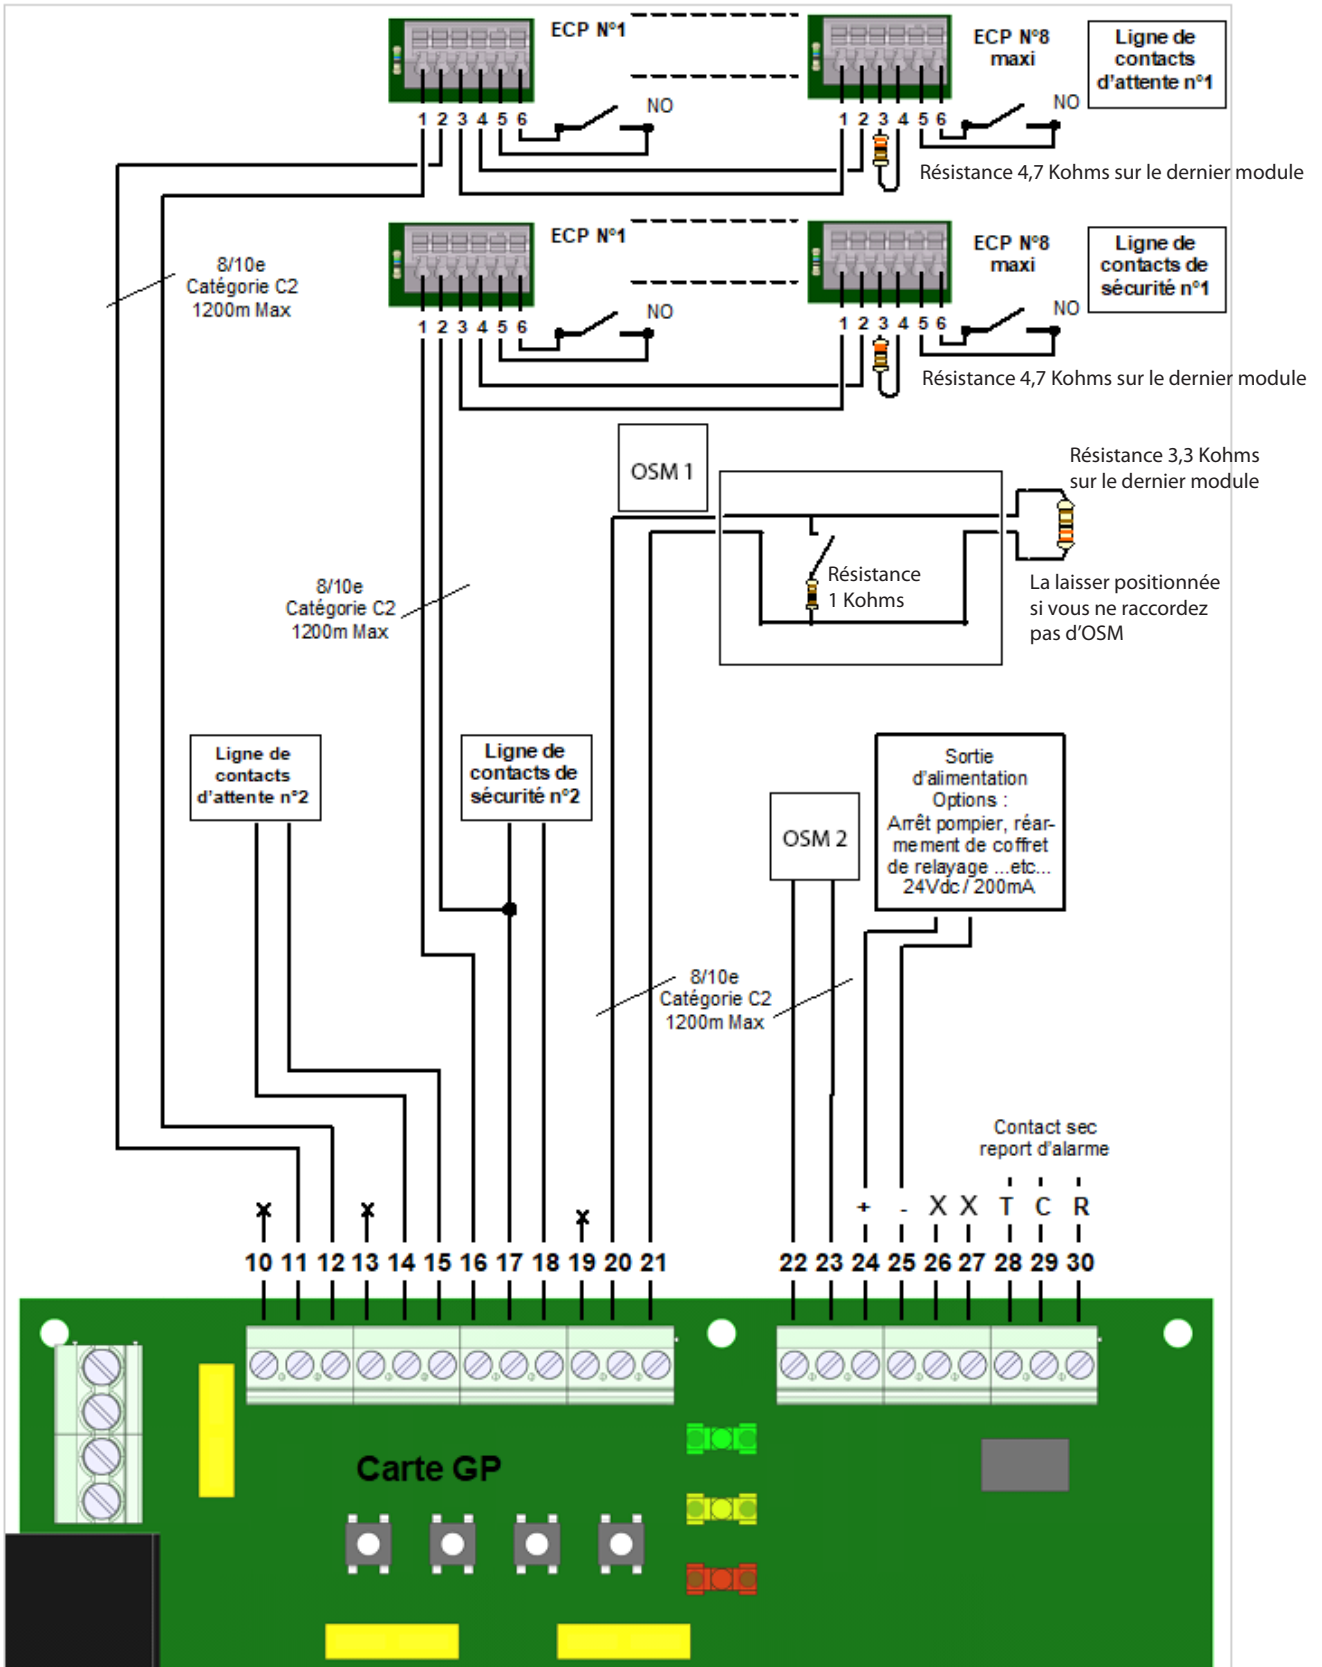 ECP N°1
ECP N°8
maxi
Ligne de
contacts
d'attente n°1
NO
NO
1 2 3 4 5 6
1 2 3 4 5 6
Résistance 4,7 Kohms sur le dernier module
ECP N°1
ECP N°8
maxi
Ligne de
contacts de
sécurité n°1
8/10e
Catégorie C2
1200m Max
NO
NO
1 2 3 4 5 6
1 2 3 4 5 6
Résistance 4,7 Kohms sur le dernier module
OSM 1
Résistance 3,3 Kohms
sur le dernier module
Résistance
1 Kohms
La laisser positionnée
si vous ne raccordez
pas d'OSM
8/10e
Catégorie C2
1200m Max
Ligne de
contacts
d'attente n°2
Ligne de
contacts de
sécurité n°2
OSM 2
Sortie
d'alimentation
Options :
Arrêt pompier, réar-
mement de coffret
de relayage ...etc...
24Vdc / 200mA
8/10e
Catégorie C2
1200m Max
Contact sec
report d'alarme
+ - X X T C R
10 11 12 13 14 15 16 17 18 19 20 21
22 23 24 25 26 27 28 29 30
Carte GP